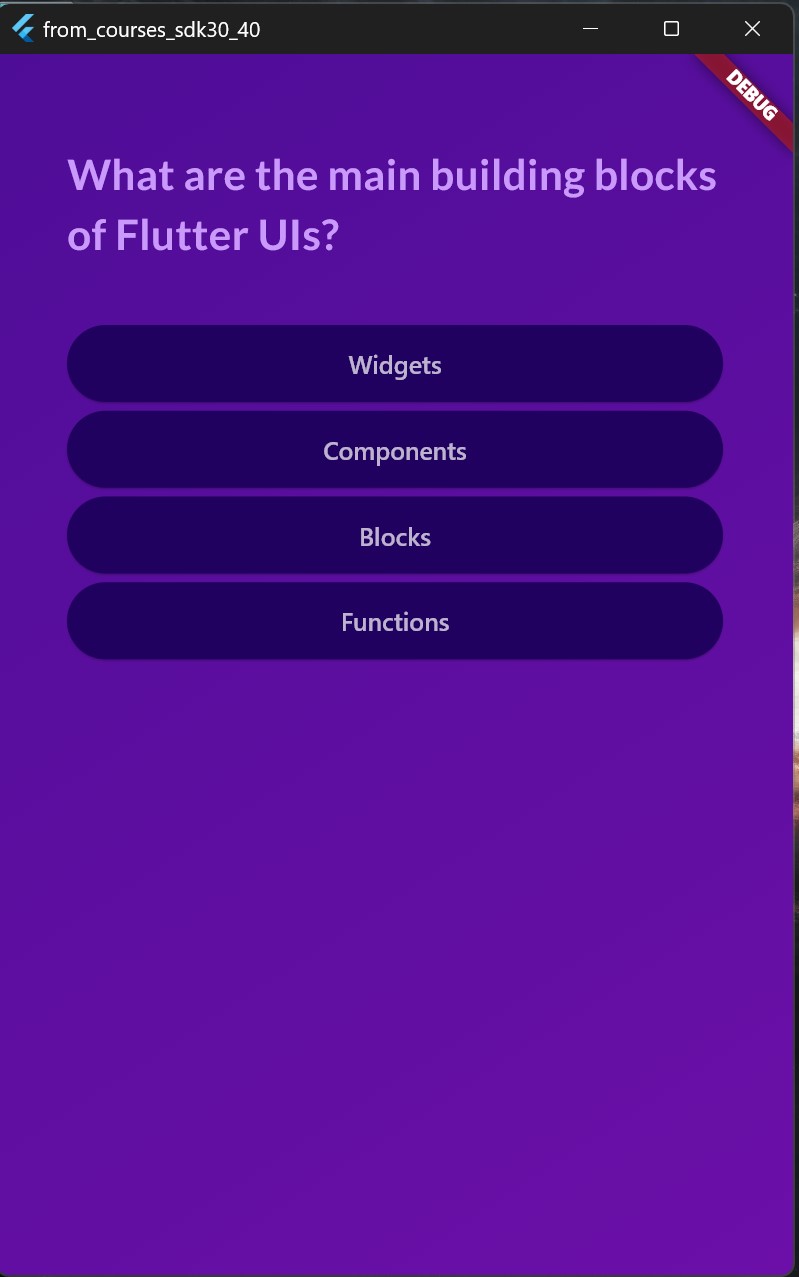 from_courses_sdk30_40
DEBUG
What are the main building blocks
of Flutter UIs?
Widgets
Components
Blocks
Functions